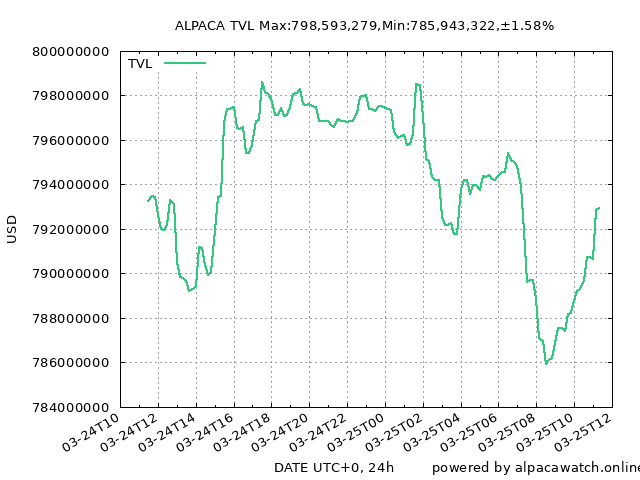 ALPACA TVL Max:798,593,279,Min:785,943,322,±1.58%
TVL
800000000
798000000
796000000
794000000
792000000
790000000
788000000
786000000
784000000
USD
03-24T10
03-24T12
03-24T14
03-24T16
03-24T18
03-24T20
03-24T22
03-25T00
03-25T02
03-25T04
03-25T06
03-25T08
03-25T10
03-25T12
DATE UTC+0, 24h
powered by alpacawatch.online